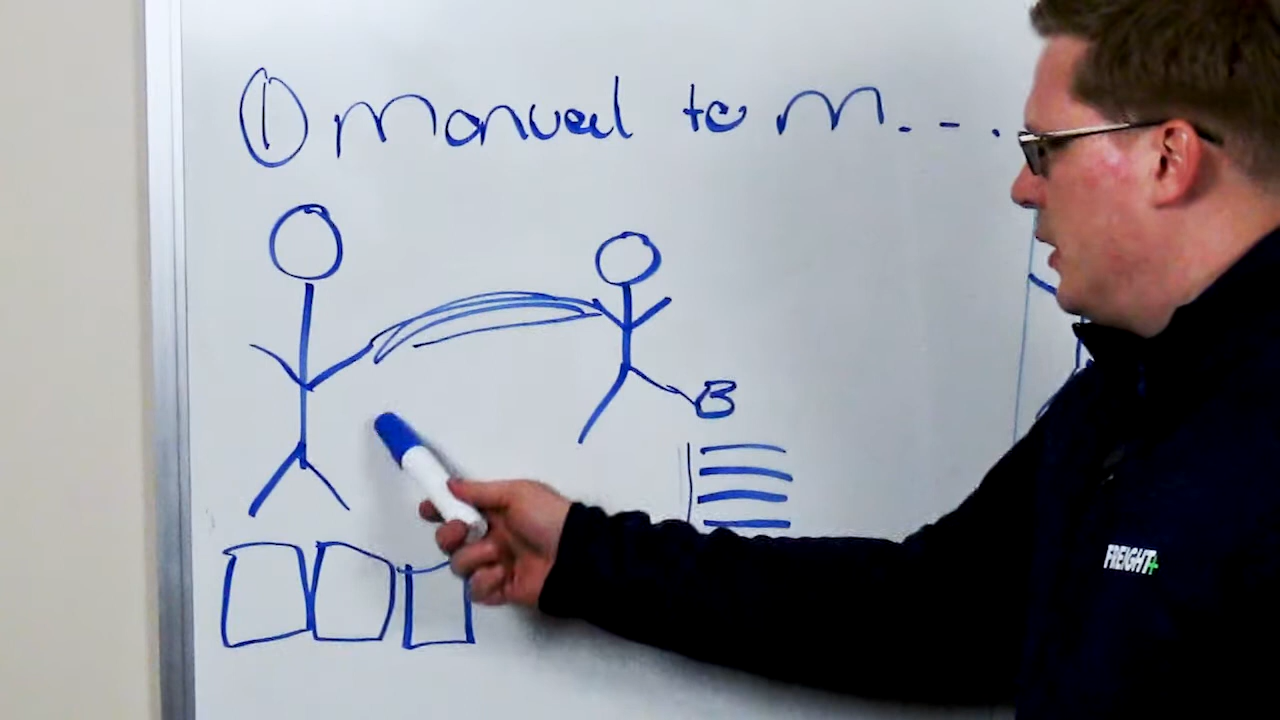 ① Manual to M. - - .
B
FREIGHT+